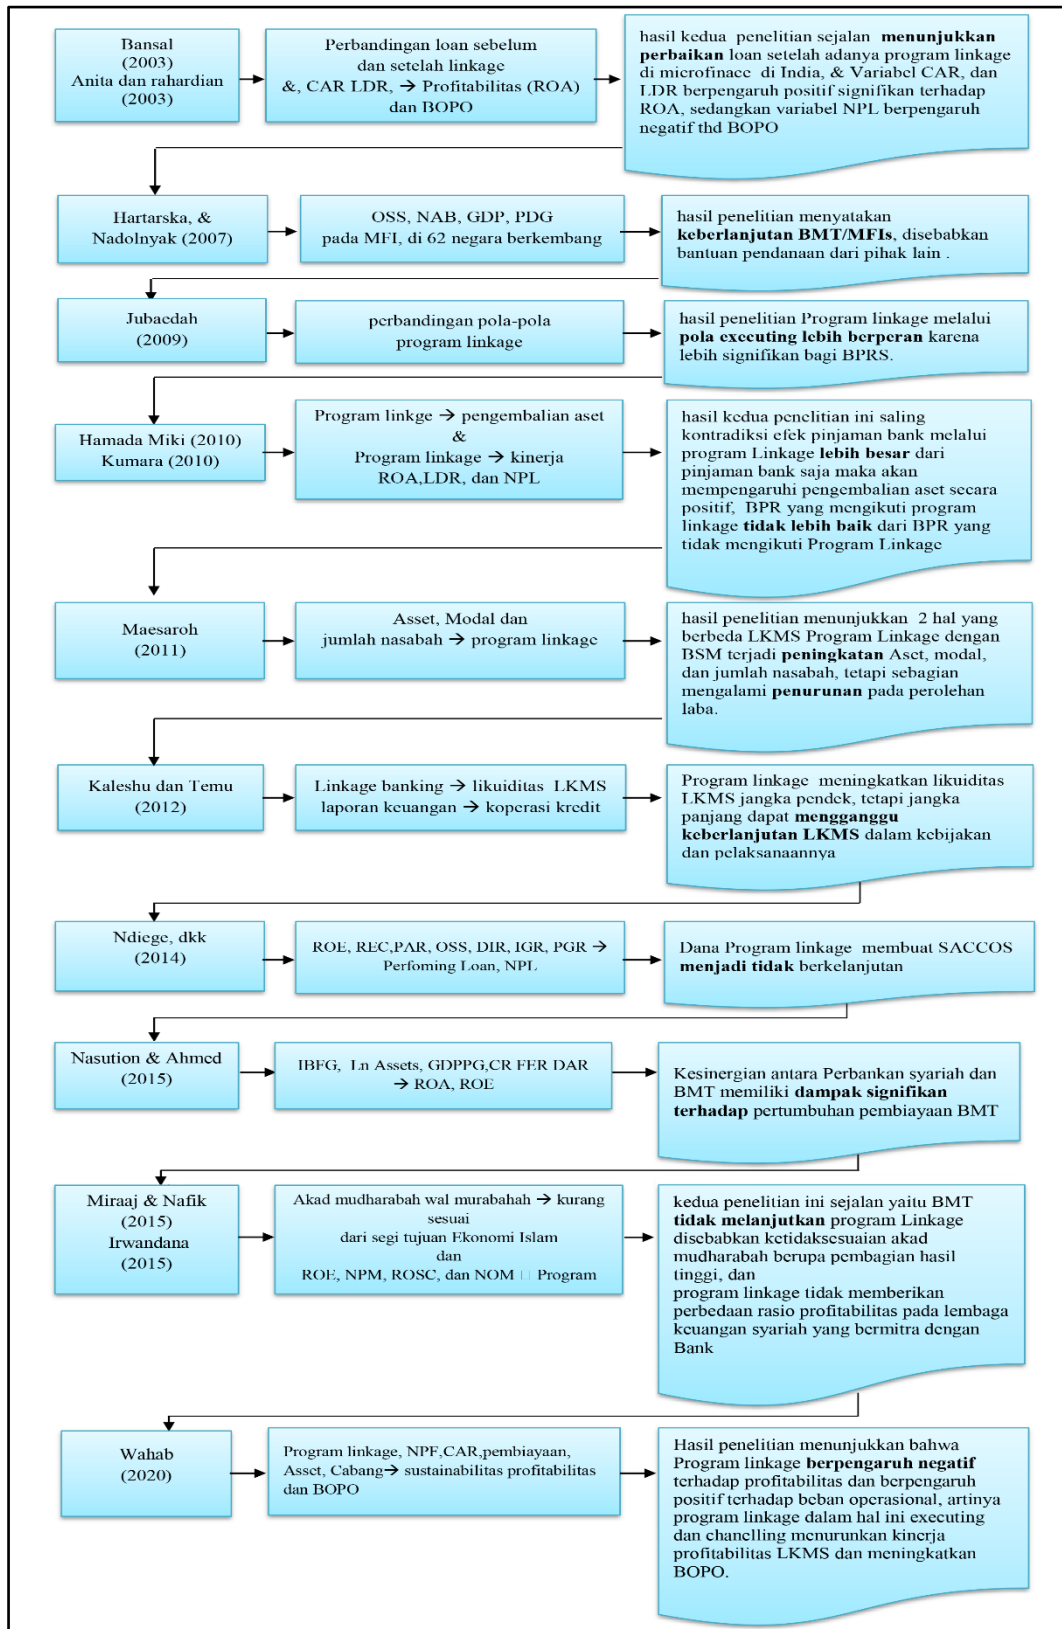 Bansal
(2003)
Anita dan rahardian
(2003)
Perbandingan loan sebelum
dan setelah linkage
&, CAR LDR, → Profitabilitas (ROA)
dan BOPO
hasil kedua penelitian sejalan menunjukkan
perbaikan loan setelah adanya program linkage
di microfinace di India, & Variabel CAR, dan
LDR berpengaruh positif signifikan terhadap
ROA, sedangkan variabel NPL berpengaruh
negatif thd BOPO
Hartarska, &
Nadolnyak (2007)
OSS, NAB, GDP, PDG
pada MFI, di 62 negara berkembang
hasil penelitian menyatakan
keberlanjutan BMT/MFIs, disebabkan
bantuan pendanaan dari pihak lain .
Jubaedah
(2009)
perbandingan pola-pola
program linkage
hasil penelitian Program linkage melalui
pola executing lebih berperan karena
lebih signifikan bagi BPRS.
Hamada Miki (2010)
Kumara (2010)
Program linkge → pengembalian aset
&
Program linkage → kinerja
ROA,LDR, dan NPL
hasil kedua penelitian ini saling
kontradiksi efek pinjaman bank melalui
program Linkage lebih besar dari
pinjaman bank saja maka akan
mempengaruhi pengembalian aset secara
positif, BPR yang mengikuti program
linkage tidak lebih baik dari BPR yang
tidak mengikuti Program Linkage
Maesaroh
(2011)
Asset, Modal dan
jumlah nasabah → program linkage
hasil penelitian menunjukkan 2 hal yang
berbeda LKMS Program Linkage dengan
BSM terjadi peningkatan Aset, modal,
dan jumlah nasabah, tetapi sebagian
mengalami penurunan pada perolehan
laba.
Kaleshu dan Temu
(2012)
Linkage banking → likuiditas LKMS
laporan keuangan → koperasi kredit
Program linkage meningkatkan likuiditas
LKMS jangka pendek, tetapi jangka
panjang dapat mengganggu
keberlanjutan LKMS dalam kebijakan
dan pelaksanaannya
Ndiege, dkk
(2014)
ROE, REC,PAR, OSS, DIR, IGR, PGR →
Perfoming Loan, NPL
Dana Program linkage membuat SACCOS
menjadi tidak berkelanjutan
Nasution & Ahmed
(2015)
IBFG, Ln Assets, GDPPG,CR FER DAR
→ ROA, ROE
Kesinergian antara Perbankan syariah dan
BMT memiliki dampak signifikan
terhadap pertumbuhan pembiayaan BMT
Miraaj & Nafik
(2015)
Irwandana
(2015)
Akad mudharabah wal murabahah → kurang
sesuai
dari segi tujuan Ekonomi Islam
dan
ROE, NPM, ROSC, dan NOM □ Program
kedua penelitian ini sejalan yaitu BMT
tidak melanjutkan program Linkage
disebabkan ketidaksesuaian akad
mudharabah berupa pembagian hasil
tinggi, dan
program linkage tidak memberikan
perbedaan rasio profitabilitas pada lembaga
keuangan syariah yang bermitra dengan
Bank
Wahab
(2020)
Program linkage, NPF,CAR,pembiayaan,
Asset, Cabang→ sustainabilitas profitabilitas
dan BOPO
Hasil penelitian menunjukkan bahwa
Program linkage berpengaruh negatif
terhadap profitabilitas dan berpengaruh
positif terhadap beban operasional, artinya
program linkage dalam hal ini executing
dan chanelling menurunkan kinerja
profitabilitas LKMS dan meningkatkan
BOPO.